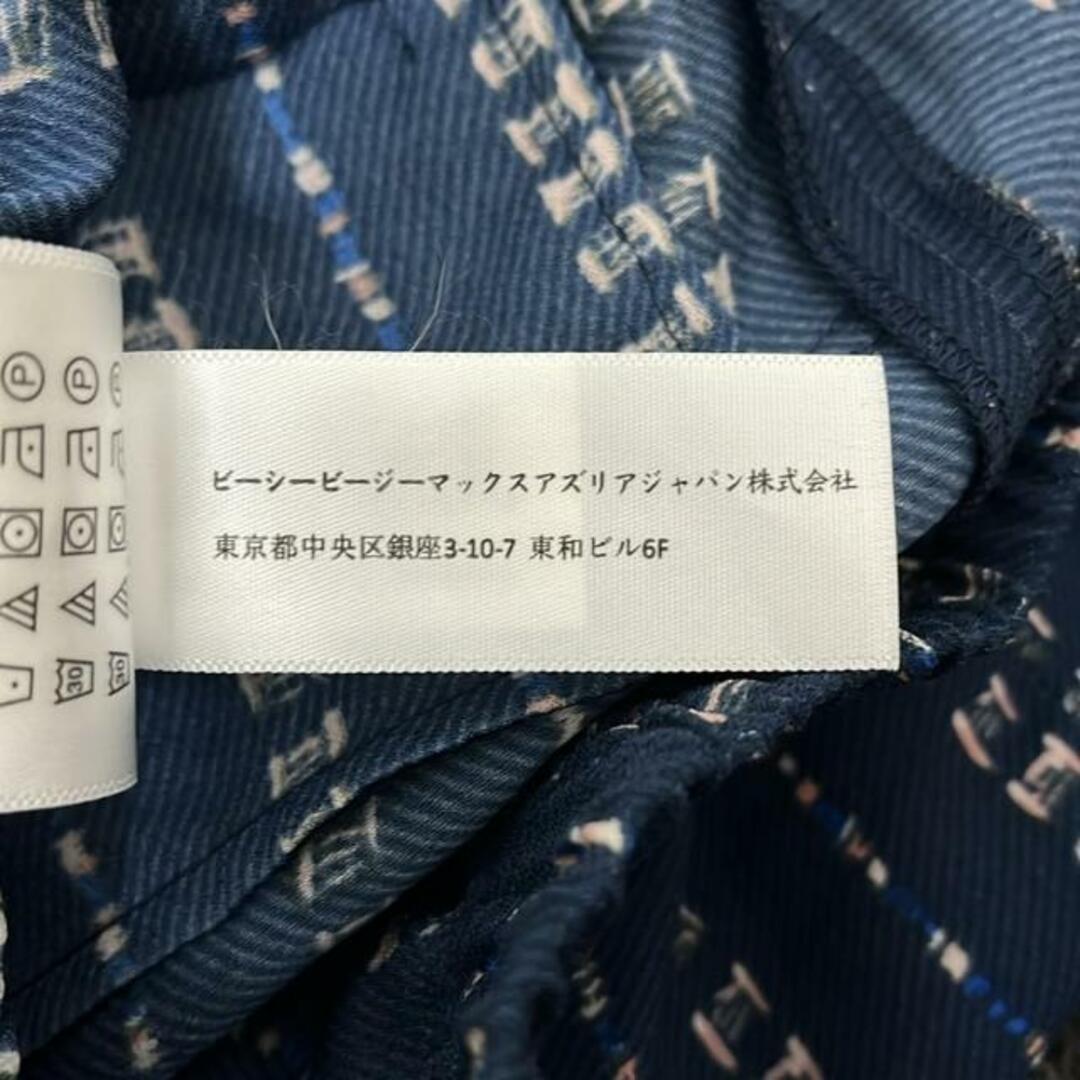 ビーシービージーマックスアズリアジャパン株式会社
東京都中央区銀座3-10-7 東和ビル6F
P P P
30 30